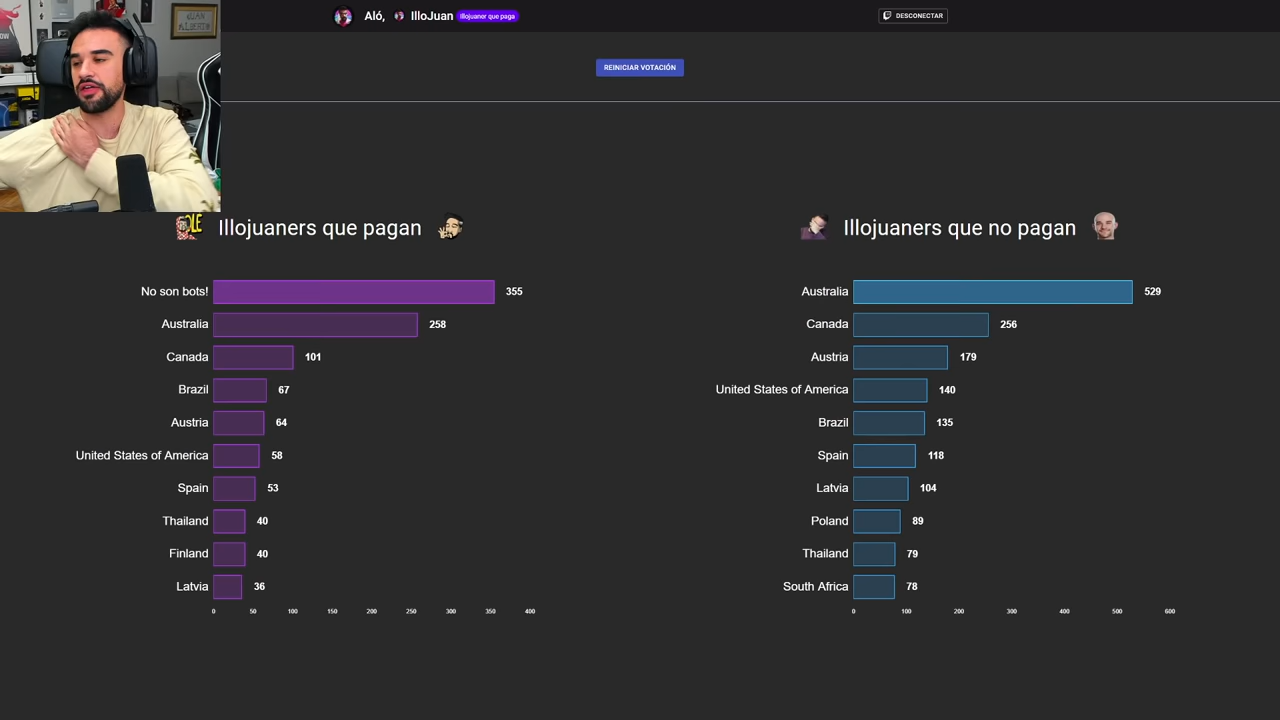 Aló, IlloJuan Illojuaner que paga
DESCONECTAR
REINICIAR VOTACIÓN
Illojuaners que pagan
No son bots! 355
Australia 258
Canada 101
Brazil 67
Austria 64
United States of America 58
Spain 53
Thailand 40
Finland 40
Latvia 36
0 50 100 150 200 250 300 350 400
Illojuaners que no pagan
Australia 529
Canada 256
Austria 179
United States of America 140
Brazil 135
Spain 118
Latvia 104
Poland 89
Thailand 79
South Africa 78
0 100 200 300 400 500 600